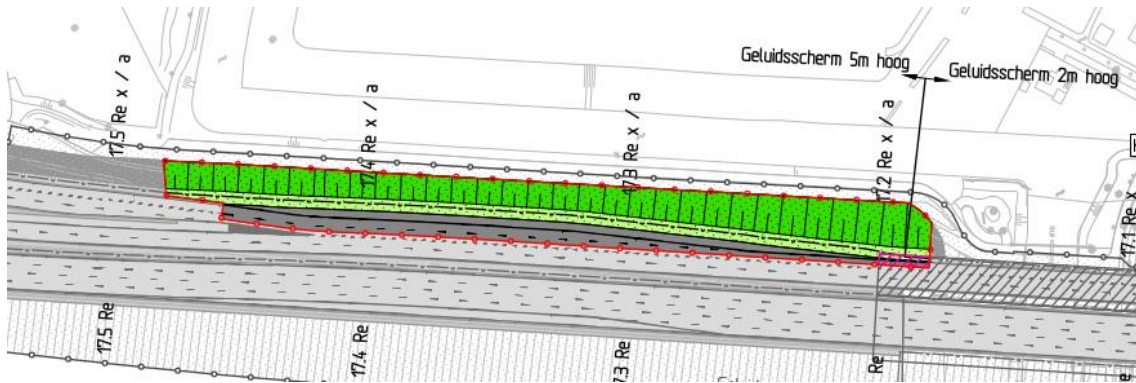 Geluidsscherm 5m hoog
Geluidsscherm 2m hoog
17.5 Re x / a
17.4 Re x / a
17.3 Re x / a
17.2 Re x / a
17.1 Re x
H
17.5 Re
17.4 Re
17.3 Re
Re